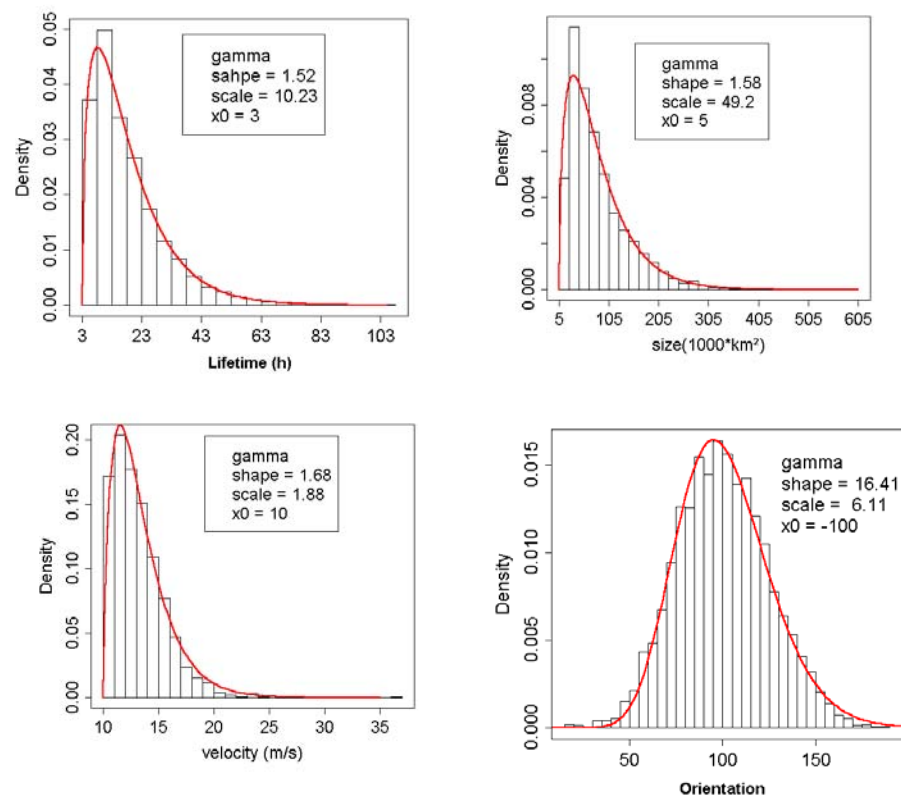 0.05
0.04
0.03
0.02
0.01
0.00
Density
gamma
sahpe = 1.52
scale = 10.23
x0 = 3
3 23 43 63 83 103
Lifetime (h)
0.008
0.004
0.000
Density
gamma
shape = 1.58
scale = 49.2
x0 = 5
5 105 205 305 405 505 605
size(1000*km²)
0.20
0.15
0.10
0.05
0.00
Density
gamma
shape = 1.68
scale = 1.88
x0 = 10
10 15 20 25 30 35
velocity (m/s)
0.015
0.010
0.005
0.000
Density
gamma
shape = 16.41
scale = 6.11
x0 = -100
50 100 150
Orientation